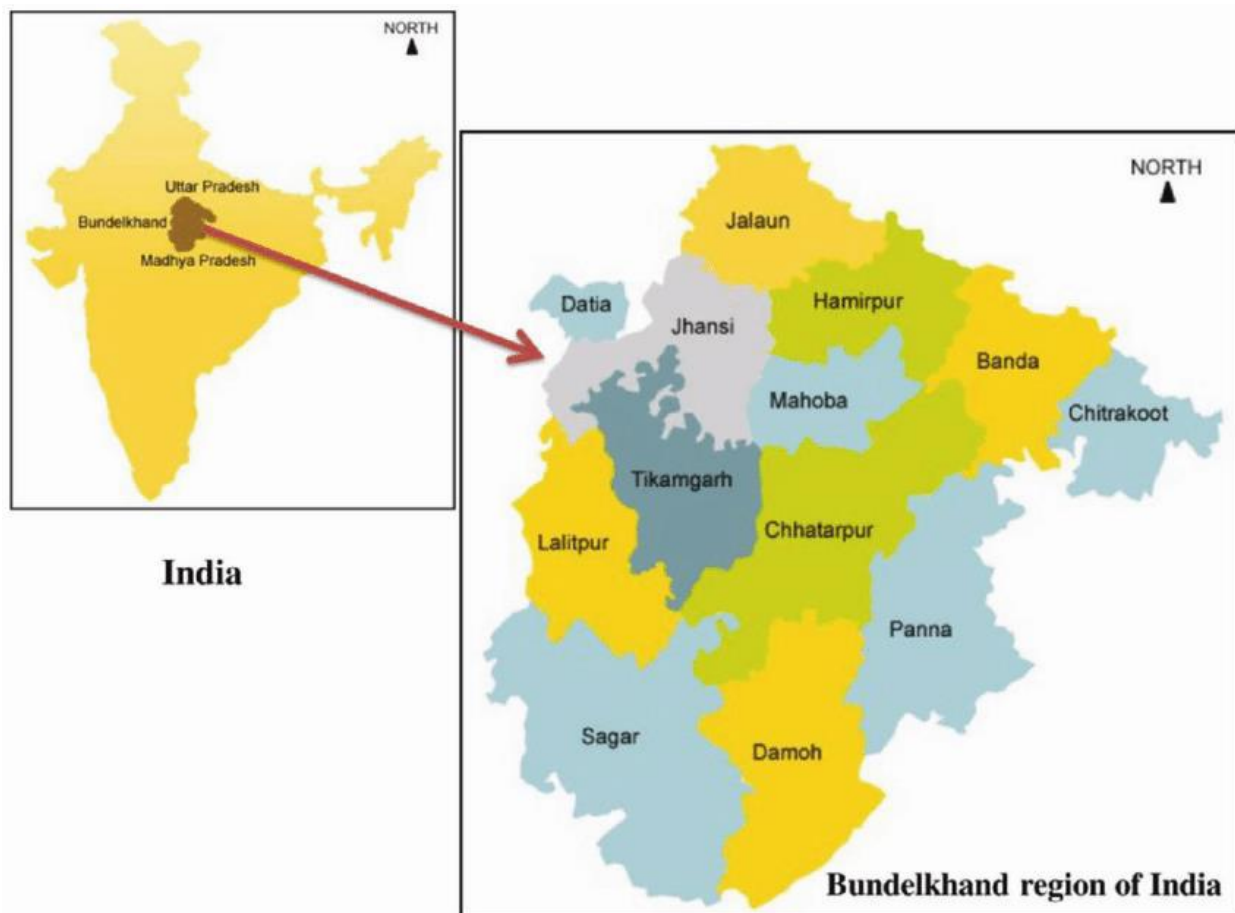 NORTH
Uttar Pradesh
Bundelkhand
Madhya Pradesh
India
NORTH
Jalaun
Datia
Hamirpur
Jhansi
Banda
Mahoba
Chitrakoot
Tikamgarh
Chhatarpur
Lalitpur
Panna
Sagar
Damoh
Bundelkhand region of India